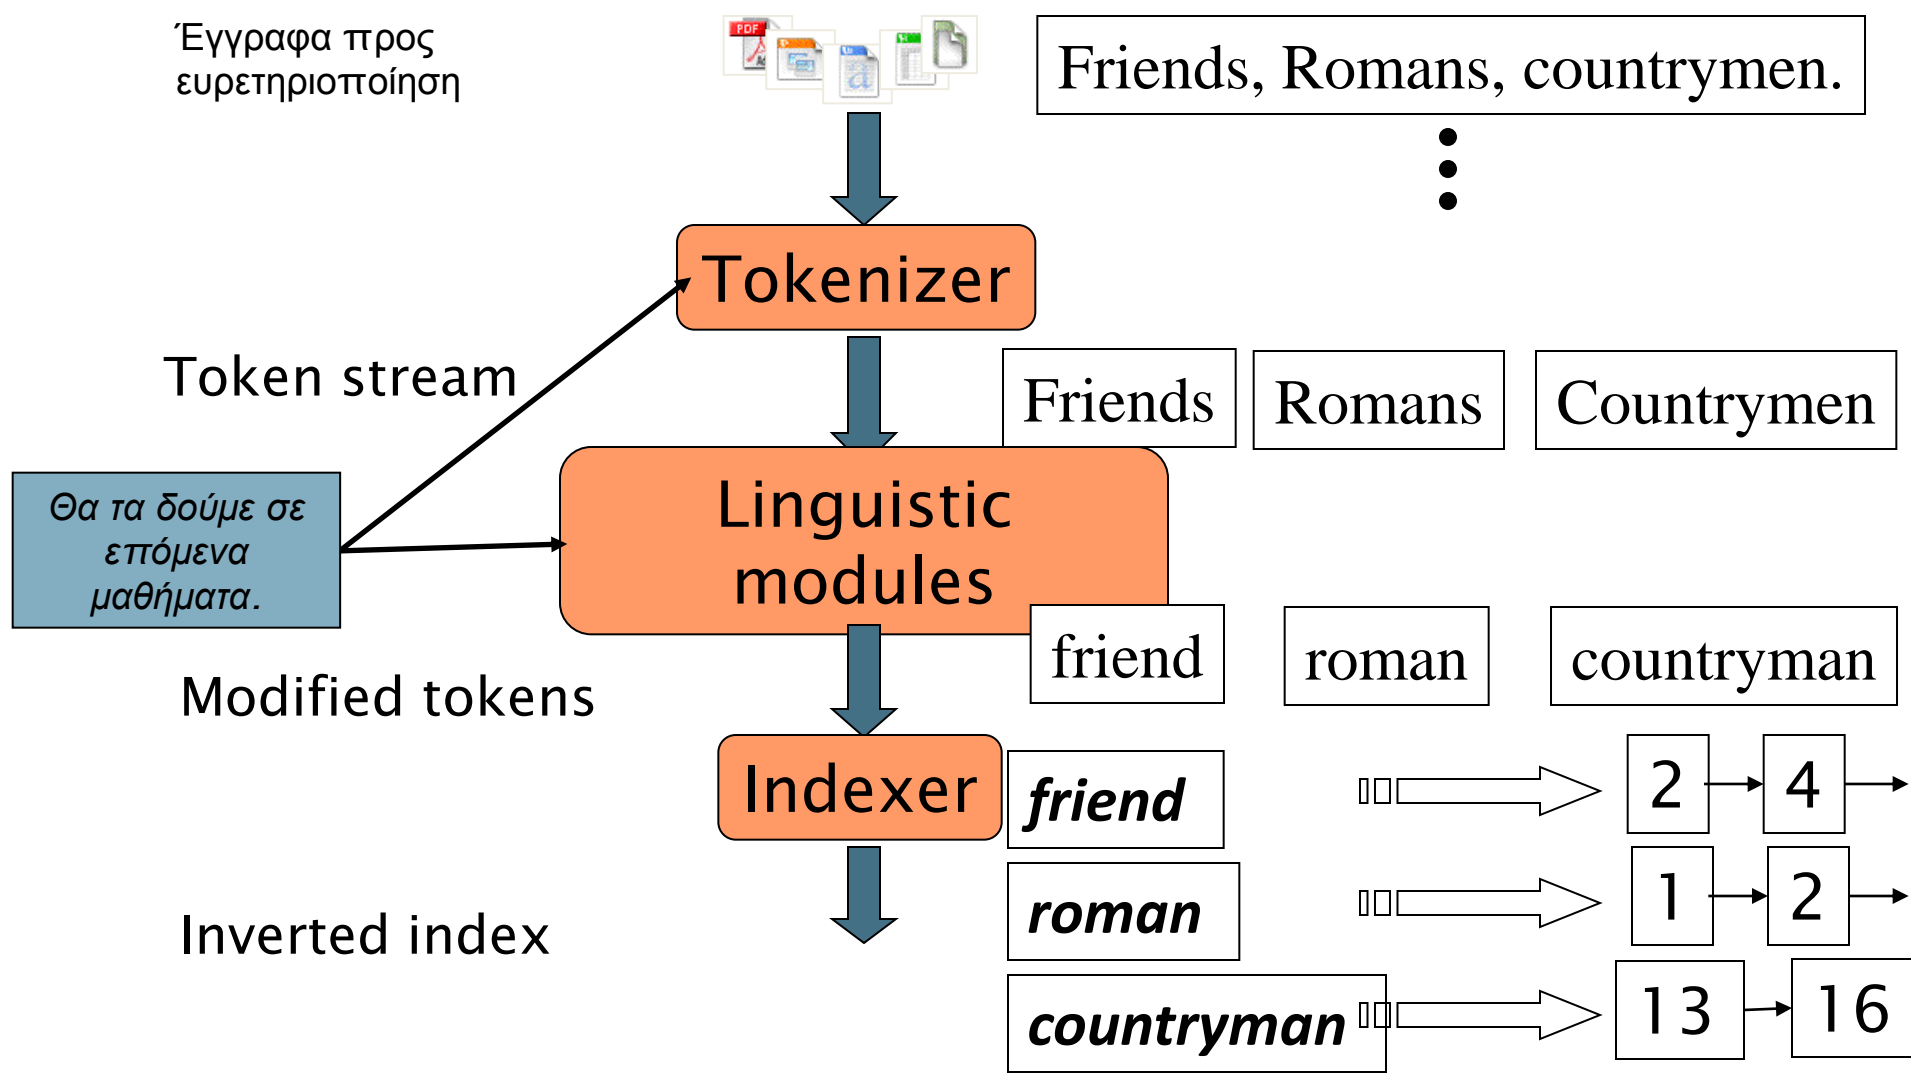 Έγγραφα προς
ευρετηριοποίηση
PDF
Friends, Romans, countrymen.
Tokenizer
Token stream
Friends
Romans
Countrymen
Θα τα δούμε σε
επόμενα
μαθήματα.
Linguistic
modules
friend
roman
countryman
Modified tokens
Indexer
friend
2
4
roman
1
2
Inverted index
countryman
13
16